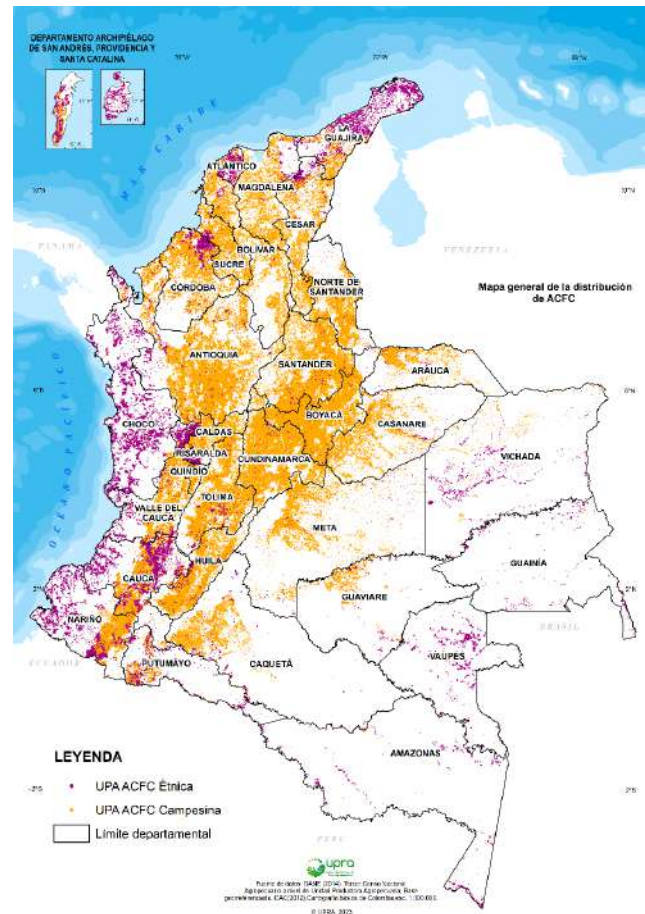 DEPARTAMENTO ARCHIPIÉLAGO
DE SAN ANDRÉS, PROVIDENCIA Y
SANTA CATALINA
MAR CARIBE
LA
GUAJIRA
ATLÁNTICO
MAGDALENA
CESAR
PANAMÁ
VENEZUELA
BOLÍVAR
SUCRE
NORTE DE
SANTANDER
CÓRDOBA
Mapa general de la distribución
de ACFC
ANTIOQUIA
SANTANDER
ARAUCA
OCÉANO PACÍFICO
BOYACÁ
CHOCÓ
CALDAS
CASANARE
RISARALDA
CUNDINAMARCA
VICHADA
QUINDÍO
TOLIMA
VALLE DEL
CAUCA
META
GUAINÍA
HUILA
CAUCA
GUAVIARE
NARIÑO
BRASIL
VAUPÉS
ECUADOR
PUTUMAYO
CAQUETÁ
AMAZONAS
LEYENDA
UPA ACFC Étnica
UPA ACFC Campesina
Límite departamental
2°S
PERÚ
upra
© UPRA, 2023